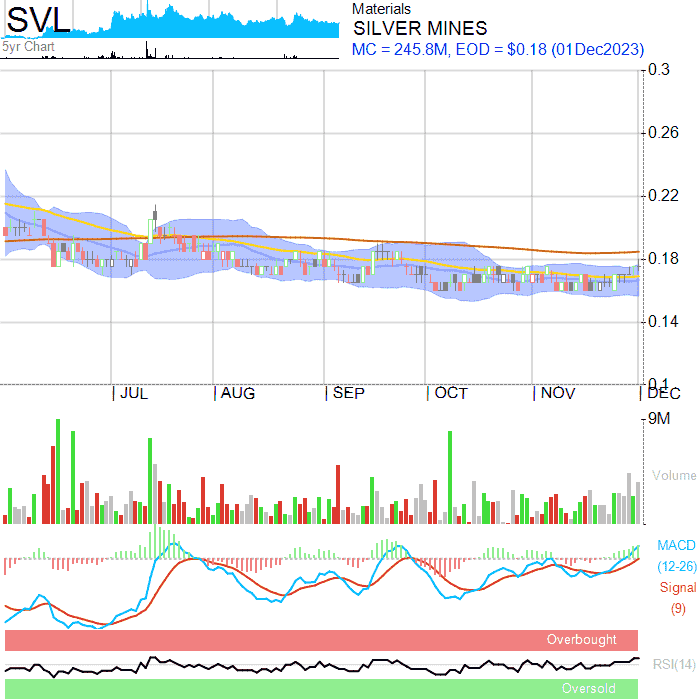 SVL
5yr Chart
Materials
SILVER MINES
MC = 245.8M, EOD = $0.18 (01Dec2023)
0.3
0.26
0.22
0.18
0.14
0.1
JUL
AUG
SEP
OCT
NOV
DEC
9M
Volume
MACD
(12-26)
Signal
(9)
Overbought
RSI(14)
Oversold